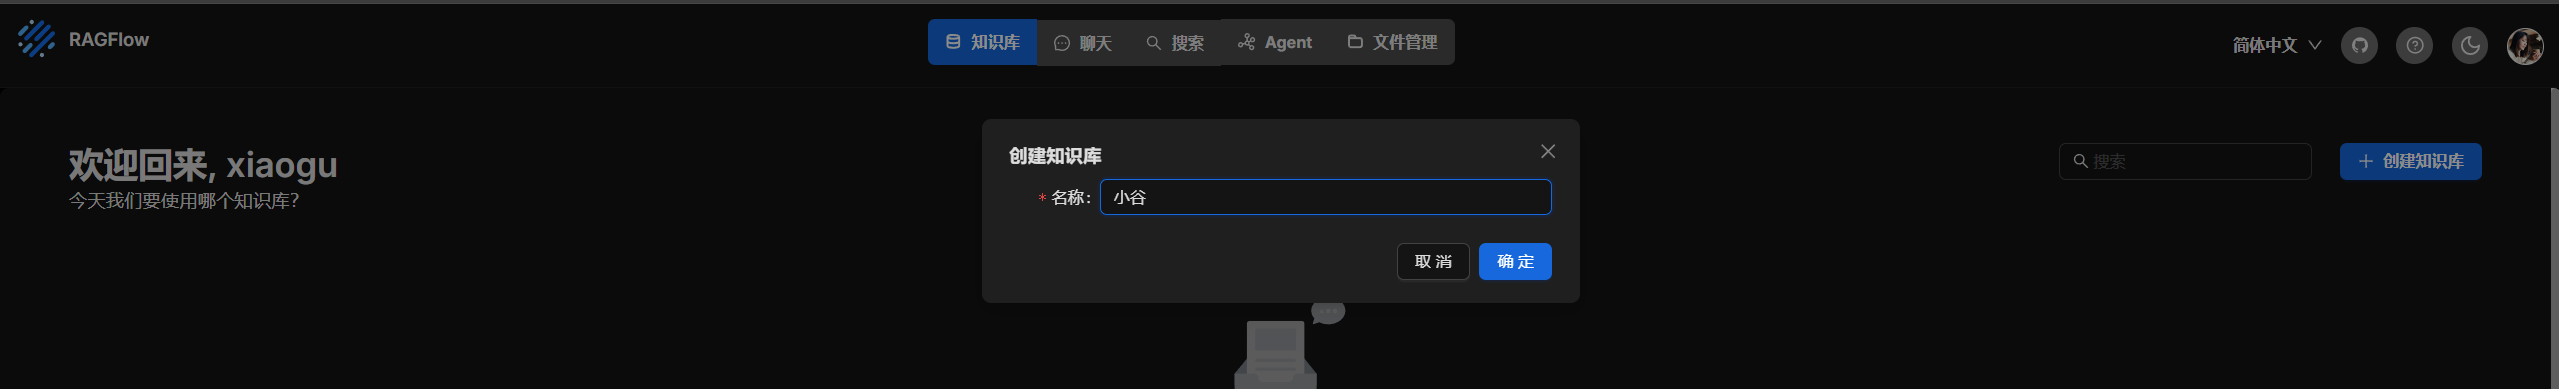 RAGFlow
知识库 聊天 搜索 Agent 文件管理
简体中文
创建知识库
* 名称: 小谷
取 消 确 定
欢迎回来, xiaogu
今天我们要使用哪个知识库?
搜索
+ 创建知识库